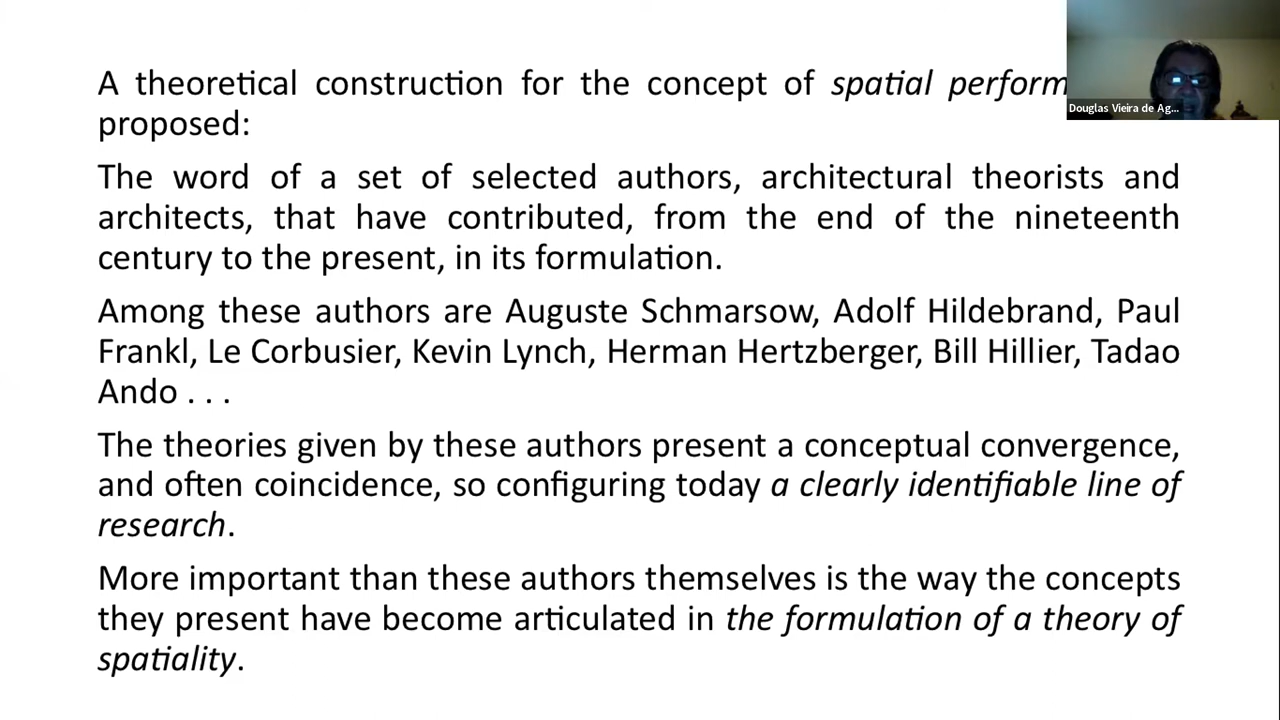 A theoretical construction for the concept of spatial perform
proposed:
The word of a set of selected authors, architectural theorists and
architects, that have contributed, from the end of the nineteenth
century to the present, in its formulation.
Among these authors are Auguste Schmarsow, Adolf Hildebrand, Paul
Frankl, Le Corbusier, Kevin Lynch, Herman Hertzberger, Bill Hillier, Tadao
Ando . . .
The theories given by these authors present a conceptual convergence,
and often coincidence, so configuring today a clearly identifiable line of
research.
More important than these authors themselves is the way the concepts
they present have become articulated in the formulation of a theory of
spatiality.
Douglas Vieira de Ag...